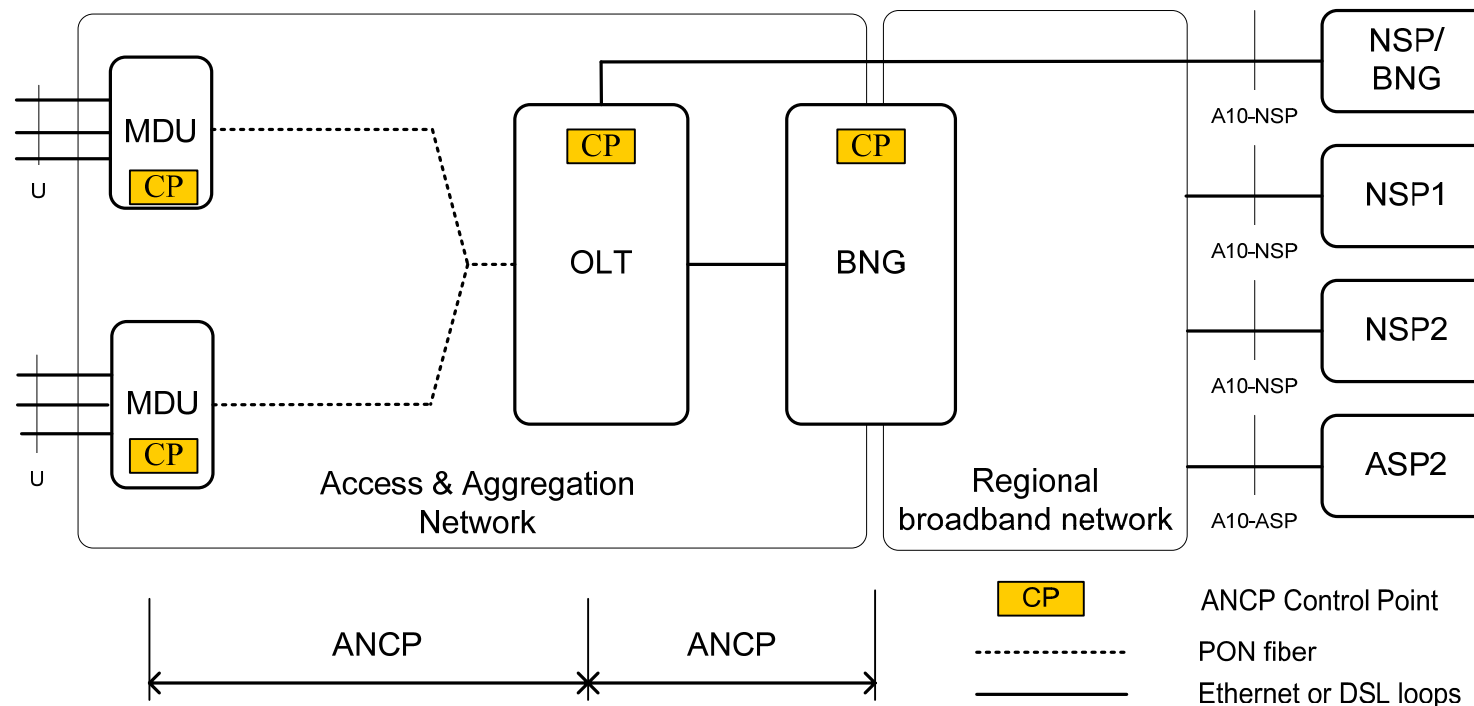 NSP/
BNG
A10-NSP
MDU
CP
U
CP
OLT
CP
BNG
NSP1
A10-NSP
NSP2
A10-NSP
MDU
CP
U
Access & Aggregation
Network
Regional
broadband network
ASP2
A10-ASP
ANCP
ANCP
CP
ANCP Control Point
PON fiber
Ethernet or DSL loops